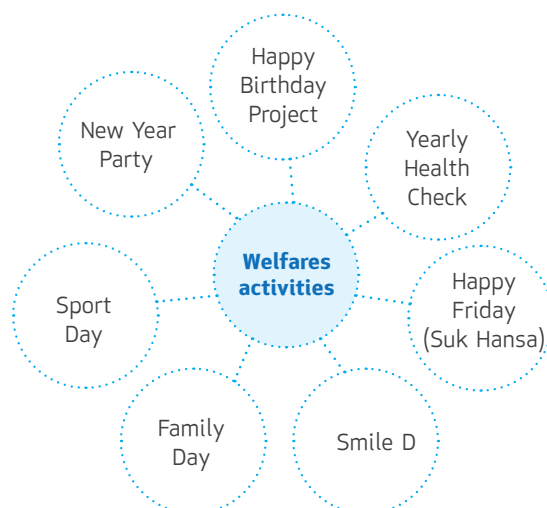 Happy
Birthday
Project
New Year
Party
Yearly
Health
Check
Welfares
activities
Happy
Friday
(Suk Hansa)
Sport
Day
Family
Day
Smile D